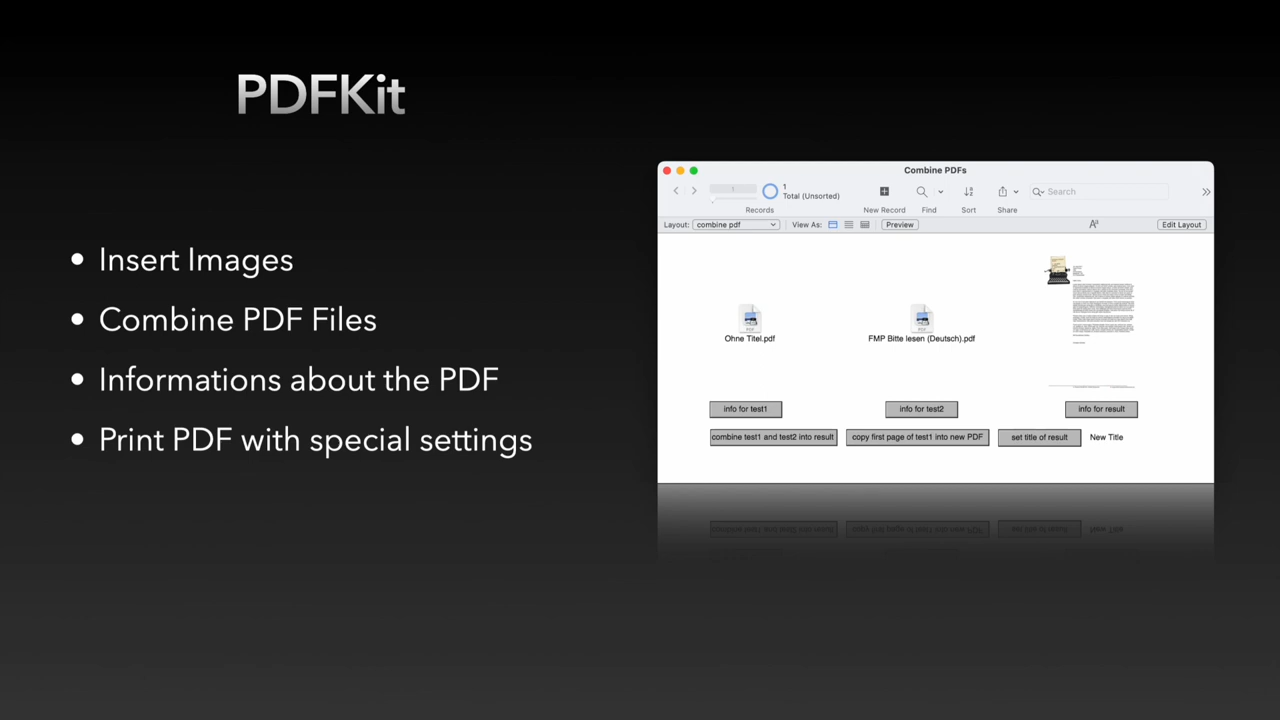 PDFKit
• Insert Images
• Combine PDF Files
• Informations about the PDF
• Print PDF with special settings
Combine PDFs
1
Total (Unsorted)
Search
Records
New Record
Find
Sort
Share
Layout: combine pdf
View As:
Preview
Edit Layout
Ohne Titel.pdf
FMP Bitte lesen (Deutsch).pdf
info for test1
info for test2
info for result
combine test1 and test2 into result
copy first page of test1 into new PDF
set title of result
New Title